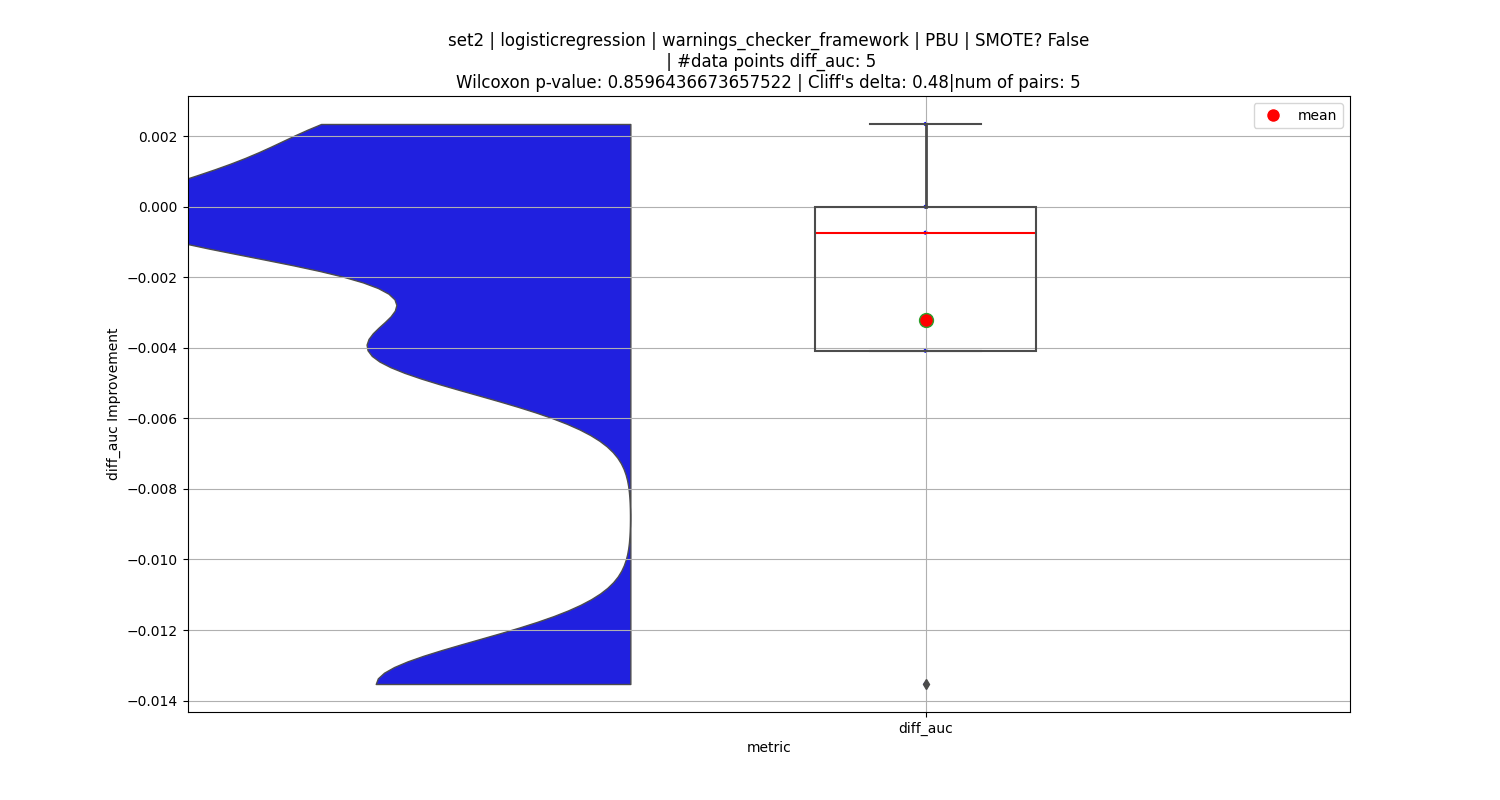 set2 | logisticregression | warnings_checker_framework | PBU | SMOTE? False
| #data points diff_auc: 5
Wilcoxon p-value: 0.8596436673657522 | Cliff's delta: 0.48|num of pairs: 5
mean
0.002
0.000
−0.002
−0.004
−0.006
−0.008
−0.010
−0.012
−0.014
diff_auc Improvement
diff_auc
metric